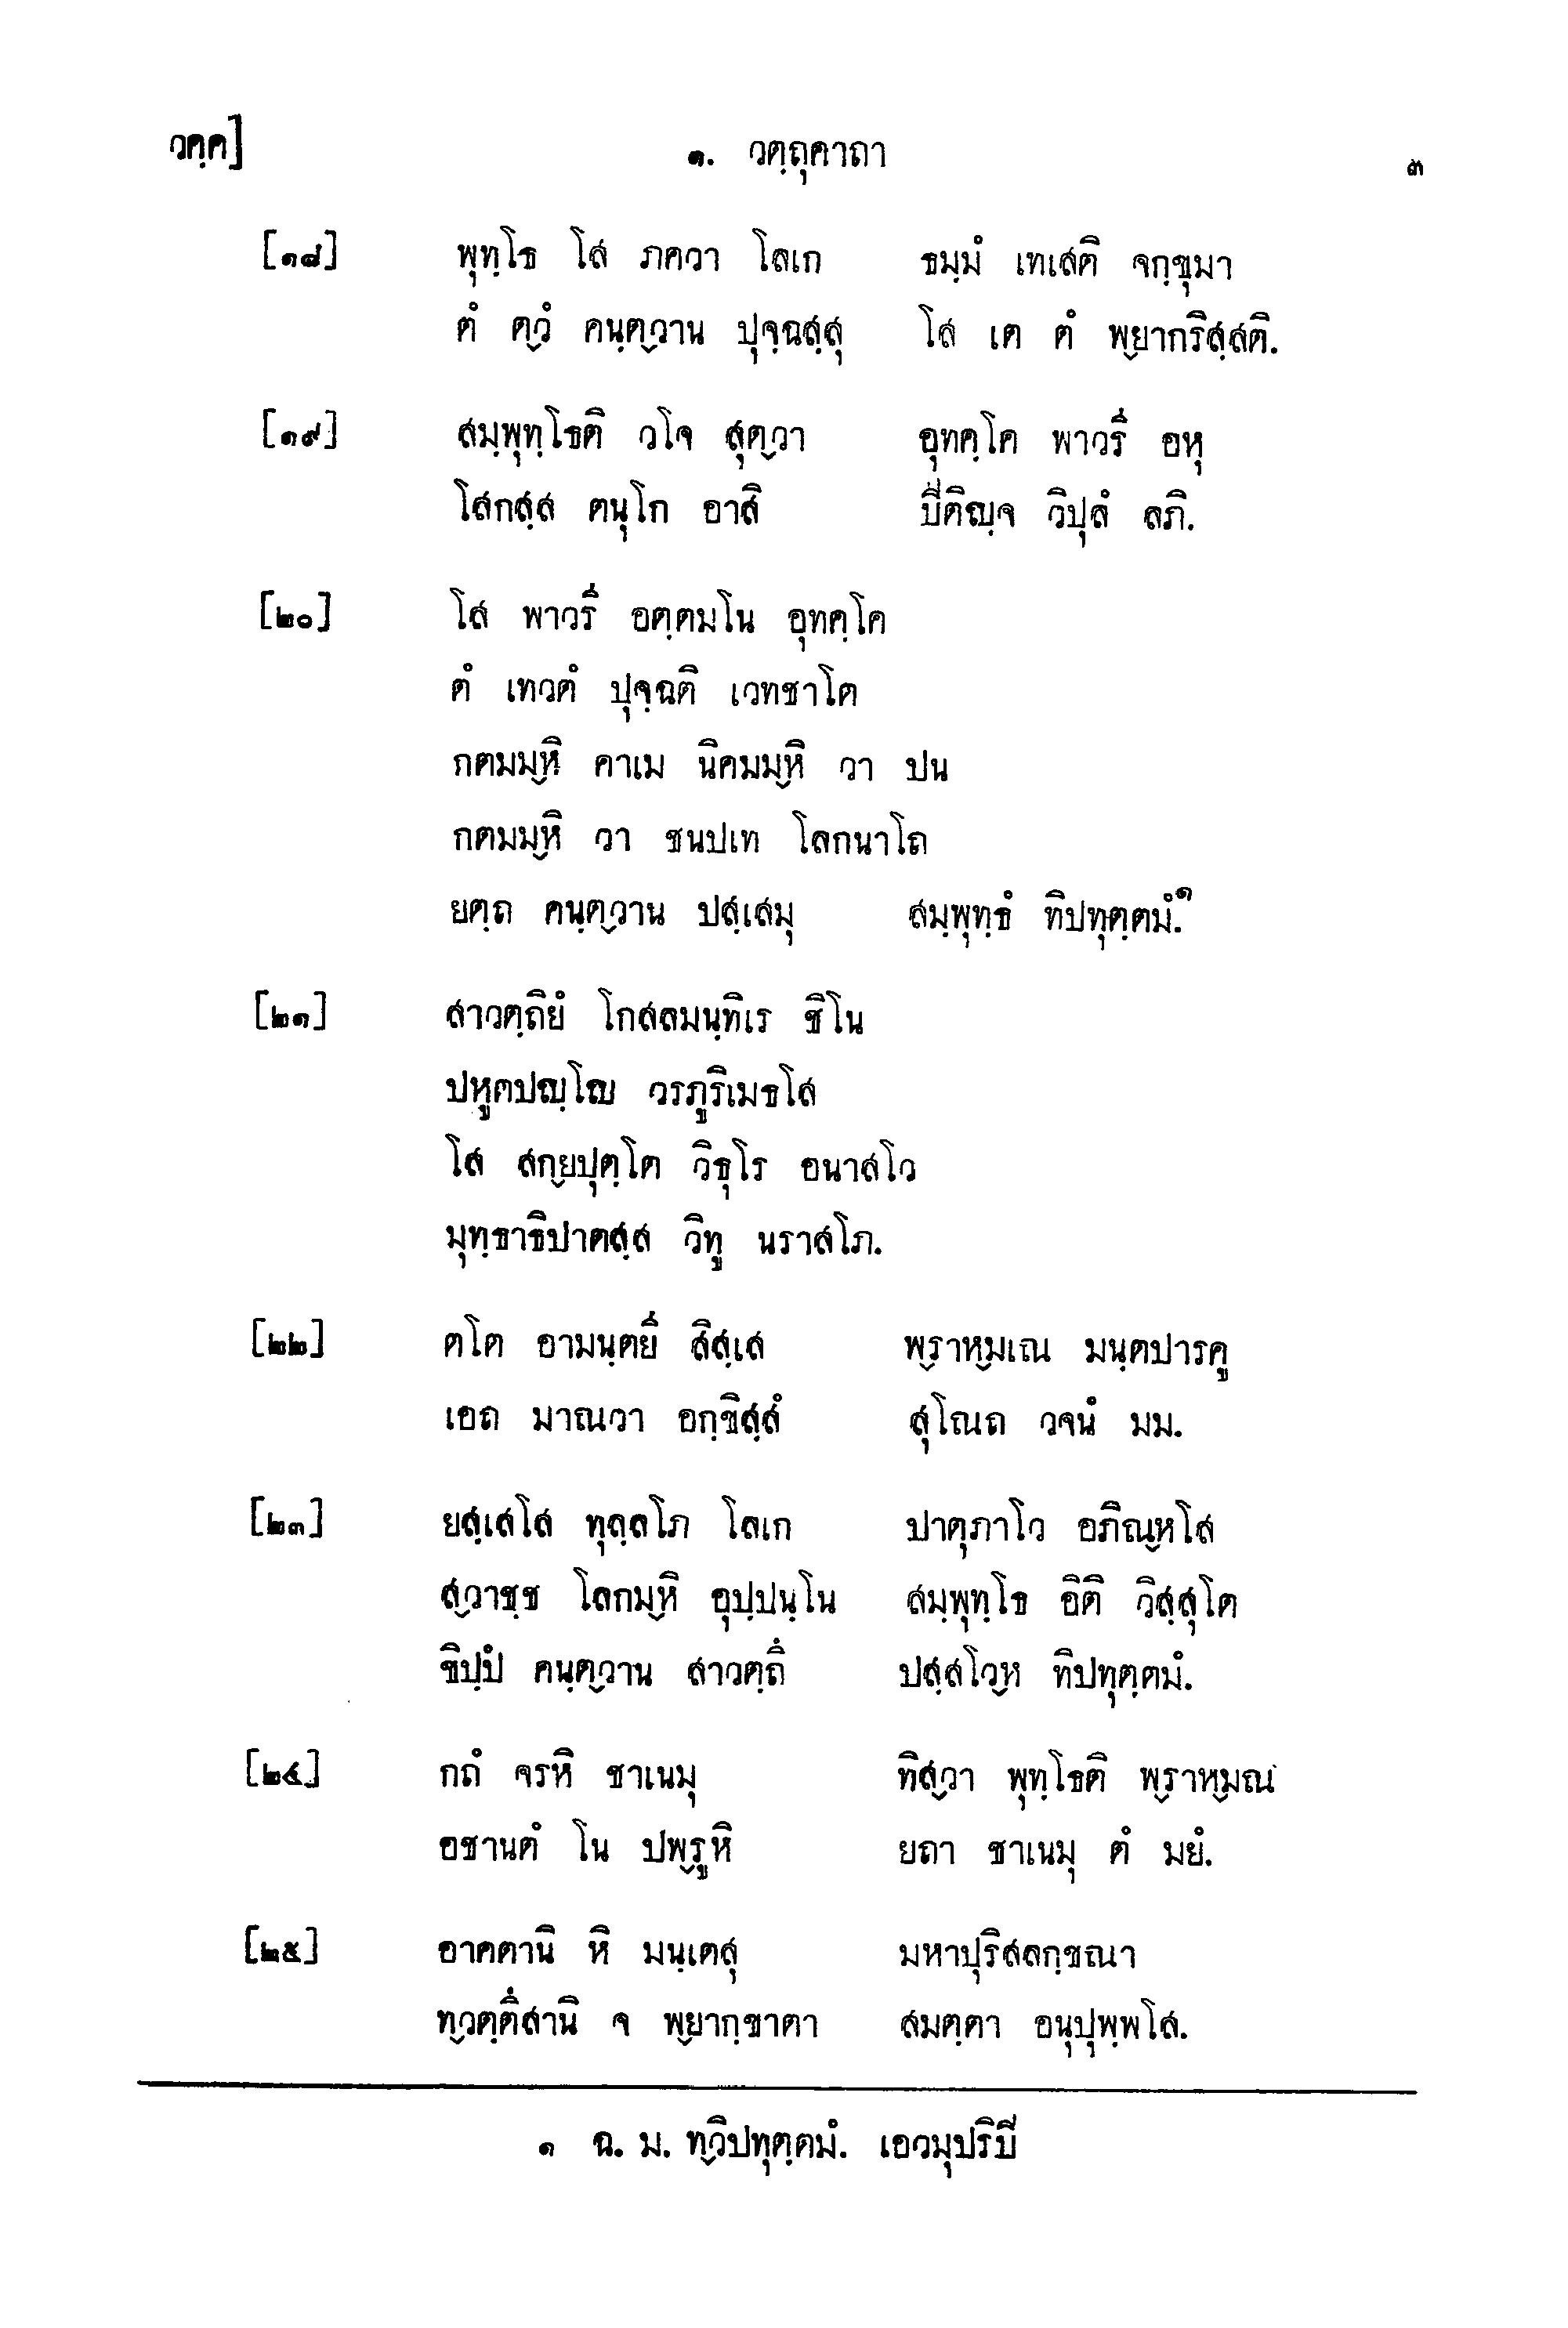 วคฺค]
๑. วตฺถุคาถา
๓
[๑๘] พุทฺโธ โส ภควา โลเก ธมฺมํ เทเสติ จกฺขุมา
ตํ ตฺวํ คนฺตฺวาน ปุจฺฉสฺสุ โส เต ตํ พฺยากริสฺสติ.
[๑๙] สมฺพุทฺโธติ วโจ สุตฺวา อุทคฺโค พาวรี อหุ
โสกสฺส ตนุโก อาสิ ปีติญฺจ วิปุลํ ลภิ.
[๒๐] โส พาวรี อตฺตมโน อุทคฺโค
ตํ เทวตํ ปุจฺฉติ เวทชาโต
กตมมฺหิ คาเม นิคมมฺหิ วา ปน
กตมมฺหิ วา ชนปเท โลกนาโถ
ยตฺถ คนฺตฺวาน ปสฺเสมุ สมฺพุทฺธํ ทิปทุตฺตมํ.๑
[๒๑] สาวตฺถิยํ โกสลมนฺทิเร ชิโน
ปหูตปญฺโญ วรภูริเมธโส
โส สกฺยปุตฺโต วิธุโร อนาสโว
มุทฺธาธิปาตสฺส วิทู นราสโภ.
[๒๒] ตโต อามนฺตยี สิสฺเส พฺราหฺมเณ มนฺตปารคู
เอถ มาณวา อกฺขิสฺสํ สุโณถ วจนํ มม.
[๒๓] ยสฺเสโส ทุลฺลโภ โลเก ปาตุภาโว อภิณฺหโส
สฺวาชฺช โลกมฺหิ อุปฺปนฺโน สมฺพุทฺโธ อิติ วิสฺสุโต
ขิปฺปํ คนฺตฺวาน สาวตฺถึ ปสฺสโวฺห ทิปทุตฺตมํ.
[๒๔] กถํ จรหิ ชาเนมุ ทิสฺวา พุทฺโธติ พฺราหฺมณ
อชานตํ โน ปพฺรูหิ ยถา ชาเนมุ ตํ มยํ.
[๒๕] อาคตานิ หิ มนฺเตสุ มหาปุริสลกฺขณา
ทฺวตฺตึสานิ จ พฺยากฺขาตา สมตฺตา อนุปุพฺพโส.
๑ ฉ. ม. ทฺวิปทุตฺตมํ. เอวมุปริปี